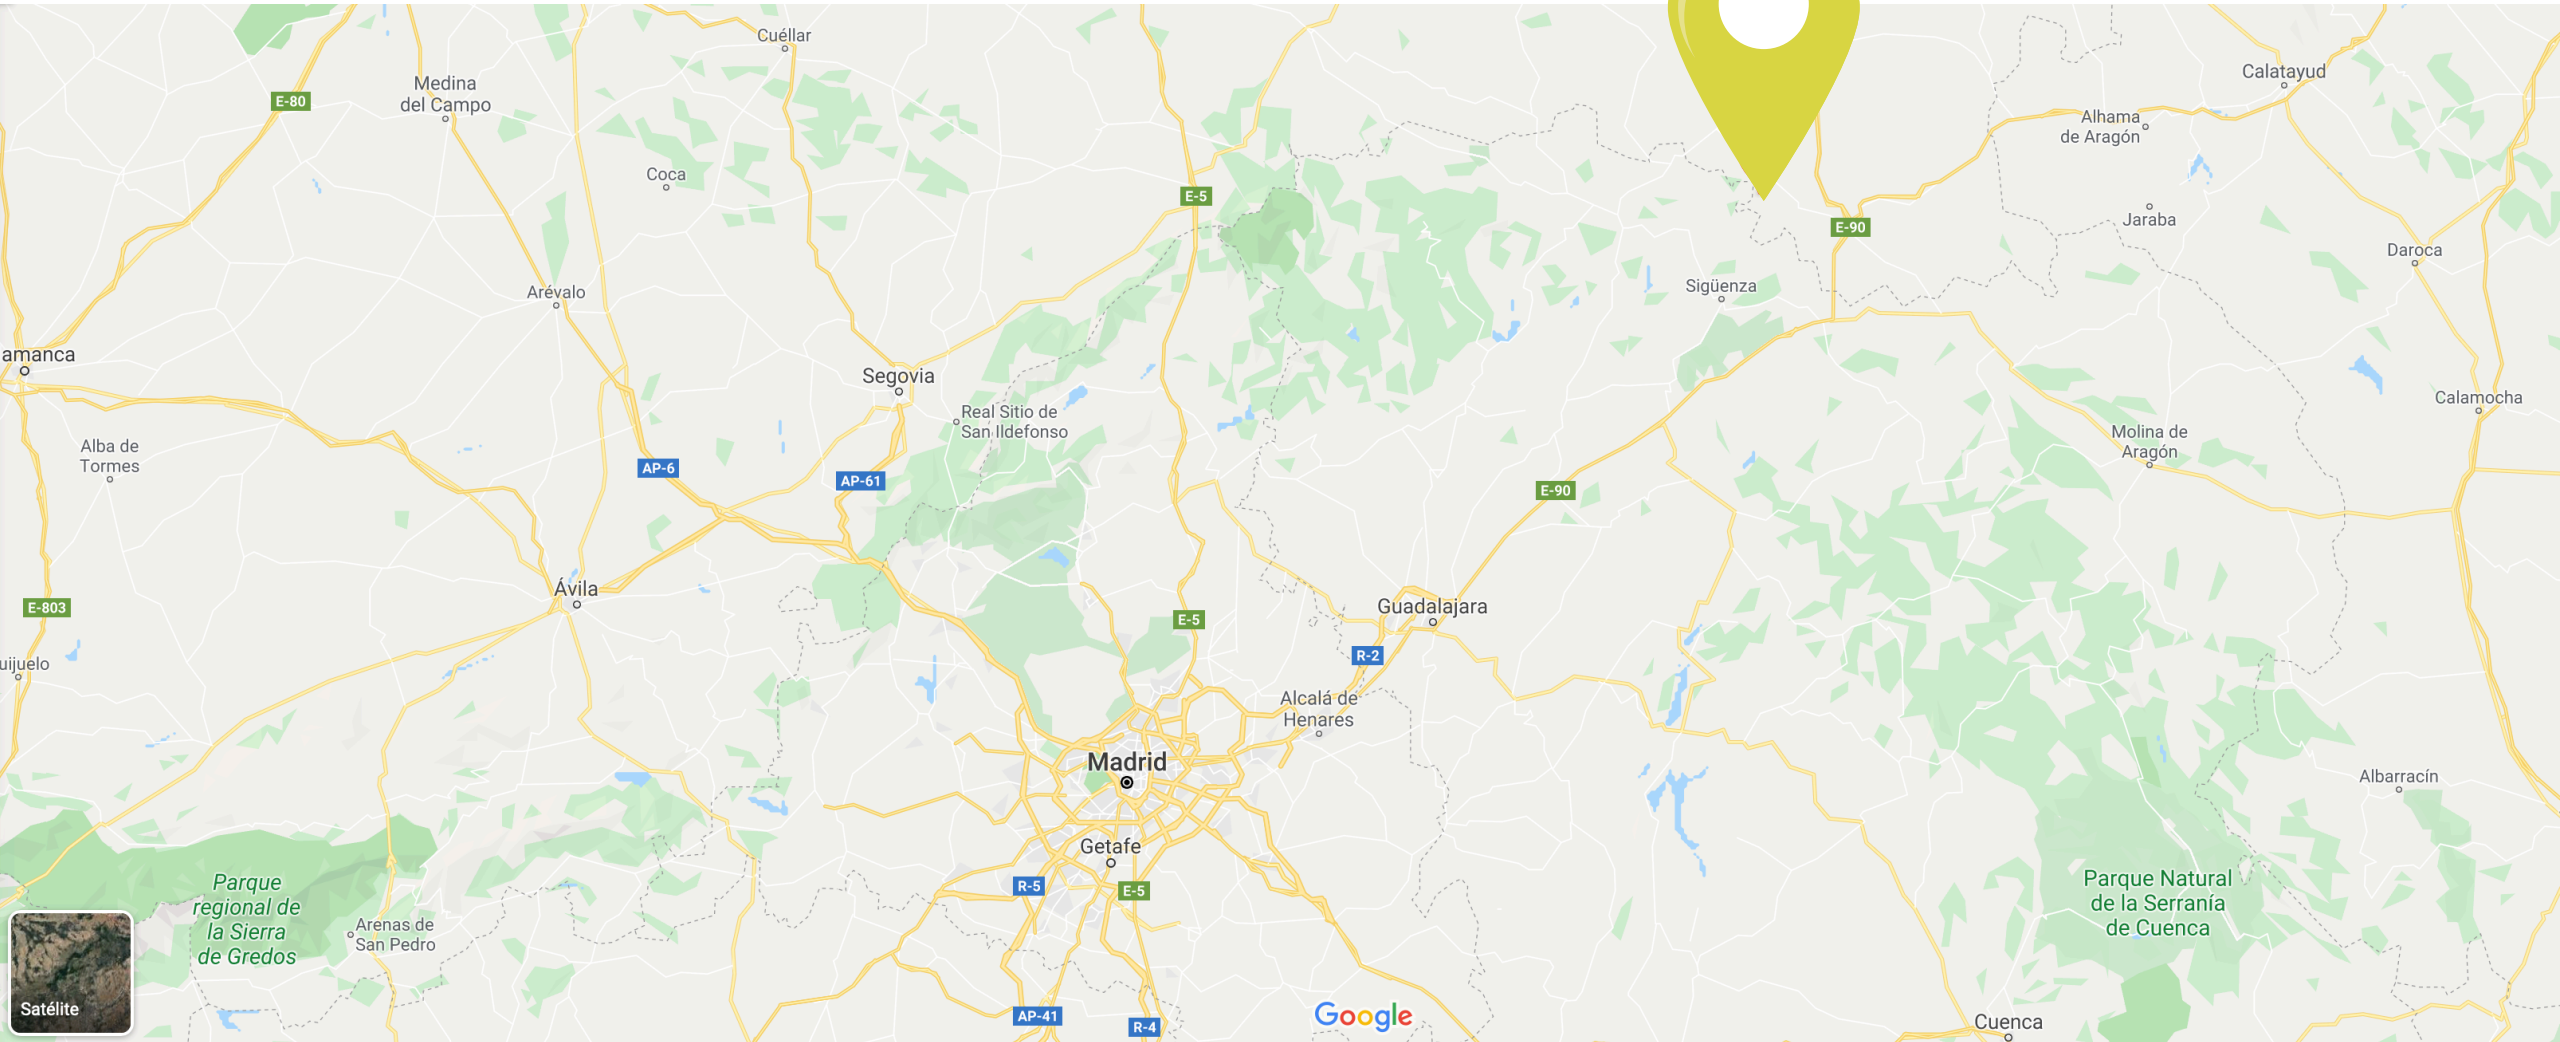 Cuéllar
Calatayud
Medina
del Campo
E-80
Alhama
de Aragón
Coca
E-5
Jaraba
E-90
Daroca
Sigüenza
Arévalo
amanca
Segovia
Calamocha
Real Sitio de
San Ildefonso
Molina de
Aragón
Alba de
Tormes
AP-6
AP-61
E-90
Ávila
E-803
Guadalajara
E-5
R-2
uijuelo
Alcalá de
Henares
Madrid
Albarracín
Getafe
R-5
E-5
Parque
regional de
la Sierra
de Gredos
Parque Natural
de la Serranía
de Cuenca
Arenas de
San Pedro
Satélite
AP-41
R-4
Google
Cuenca